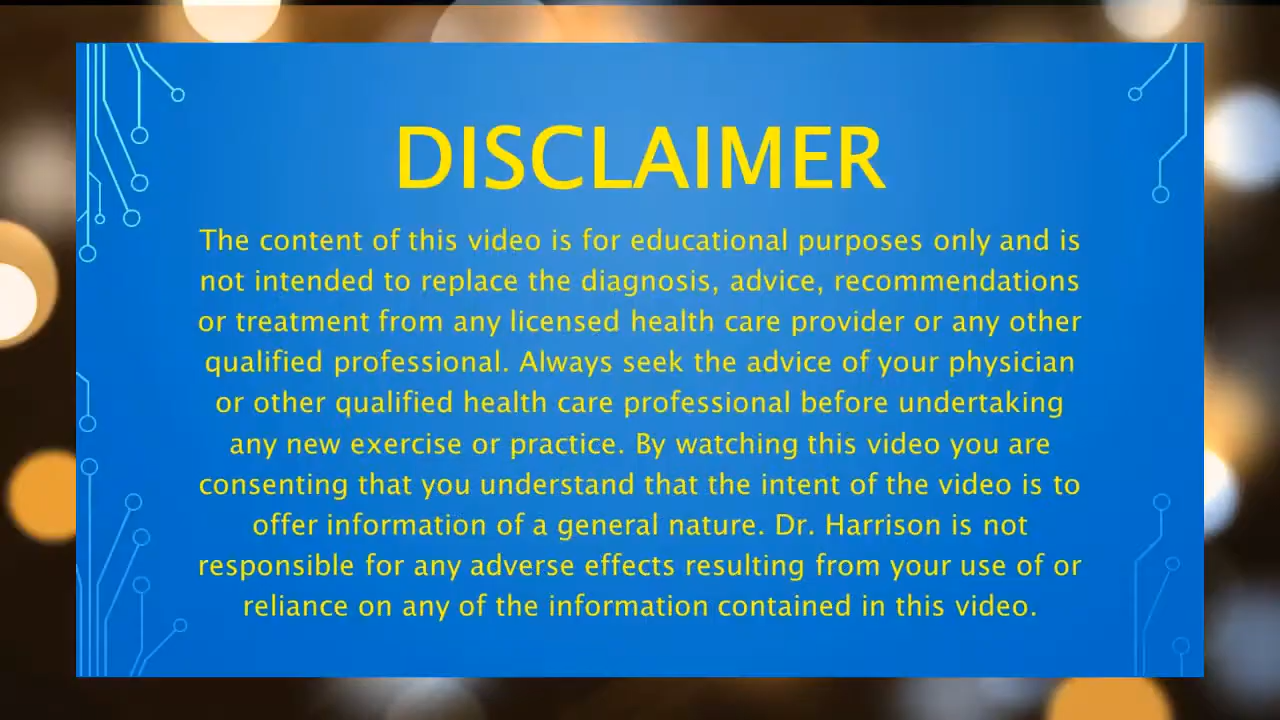 DISCLAIMER
The content of this video is for educational purposes only and is
not intended to replace the diagnosis, advice, recommendations
or treatment from any licensed health care provider or any other
qualified professional. Always seek the advice of your physician
or other qualified health care professional before undertaking
any new exercise or practice. By watching this video you are
consenting that you understand that the intent of the video is to
offer information of a general nature. Dr. Harrison is not
responsible for any adverse effects resulting from your use of or
reliance on any of the information contained in this video.